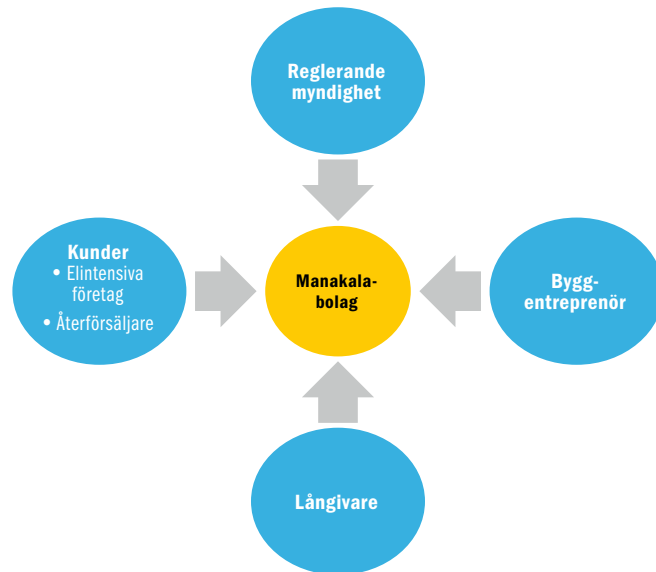 Reglerande
myndighet
Kunder
• Elintensiva
företag
• Återförsäljare
Manakala-
bolag
Bygg-
entreprenör
Långivare